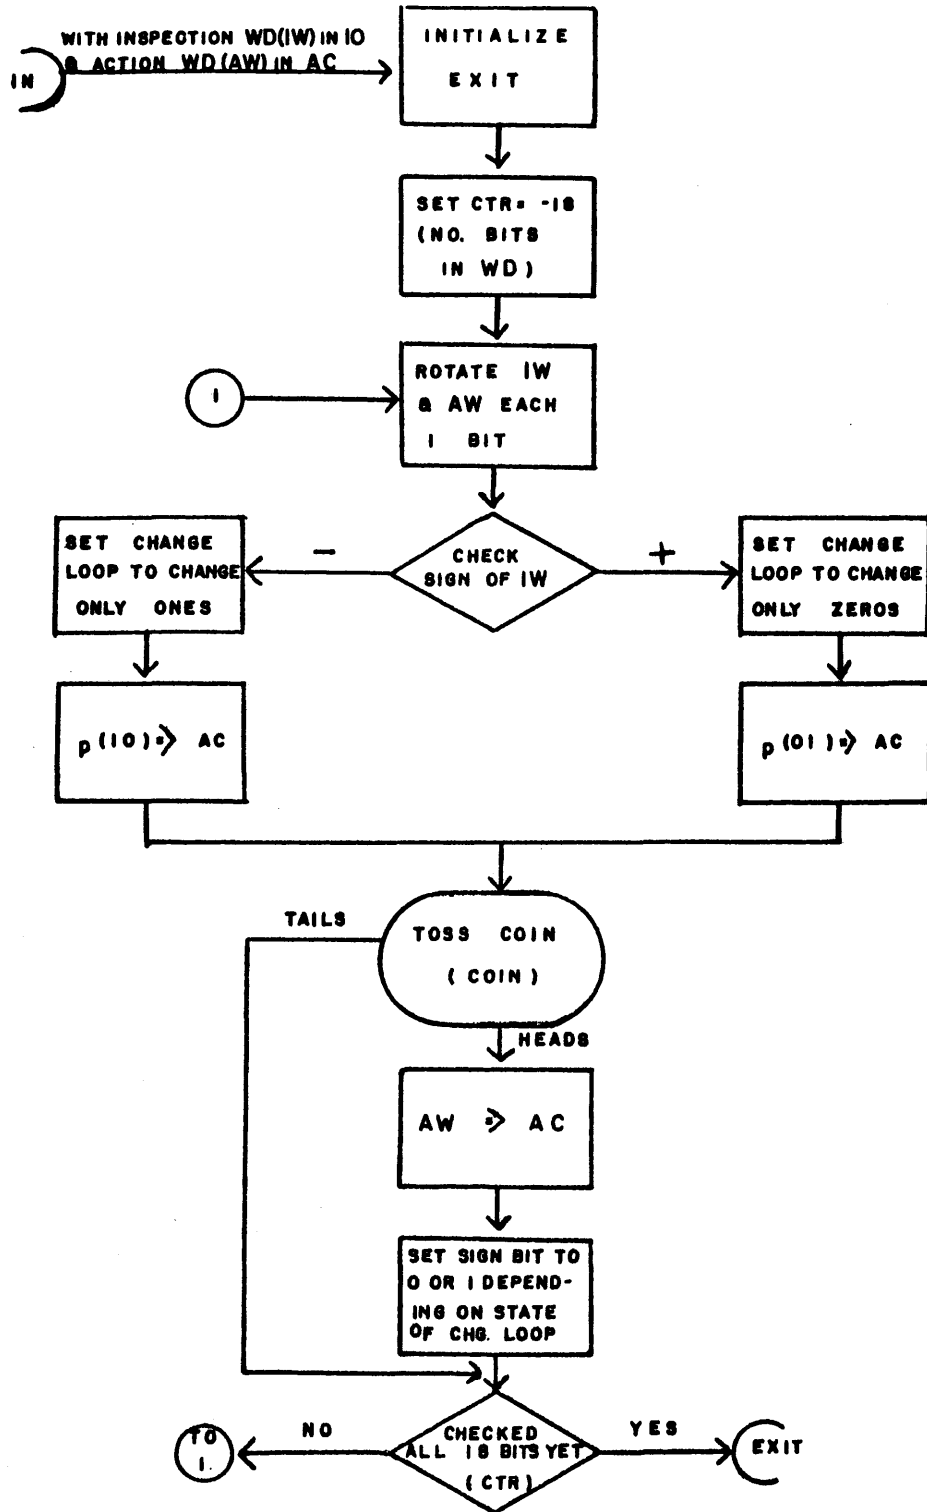 WITH INSPECTION WD(IW) IN IO
& ACTION WD (AW) IN AC
IN
INITIALIZE
EXIT
SET CTR= -18
(NO. BITS
IN WD)
1
ROTATE IW
& AW EACH
1 BIT
SET CHANGE
LOOP TO CHANGE
ONLY ONES
−
CHECK
SIGN OF IW
+
SET CHANGE
LOOP TO CHANGE
ONLY ZEROS
p(10)=> AC
p(01)=> AC
TAILS
TOSS COIN
(COIN)
HEADS
AW => AC
SET SIGN BIT TO
0 OR 1 DEPEND-
ING ON STATE
OF CHG. LOOP
TO
1.
NO
CHECKED
ALL 18 BITS YET
(CTR)
YES
EXIT